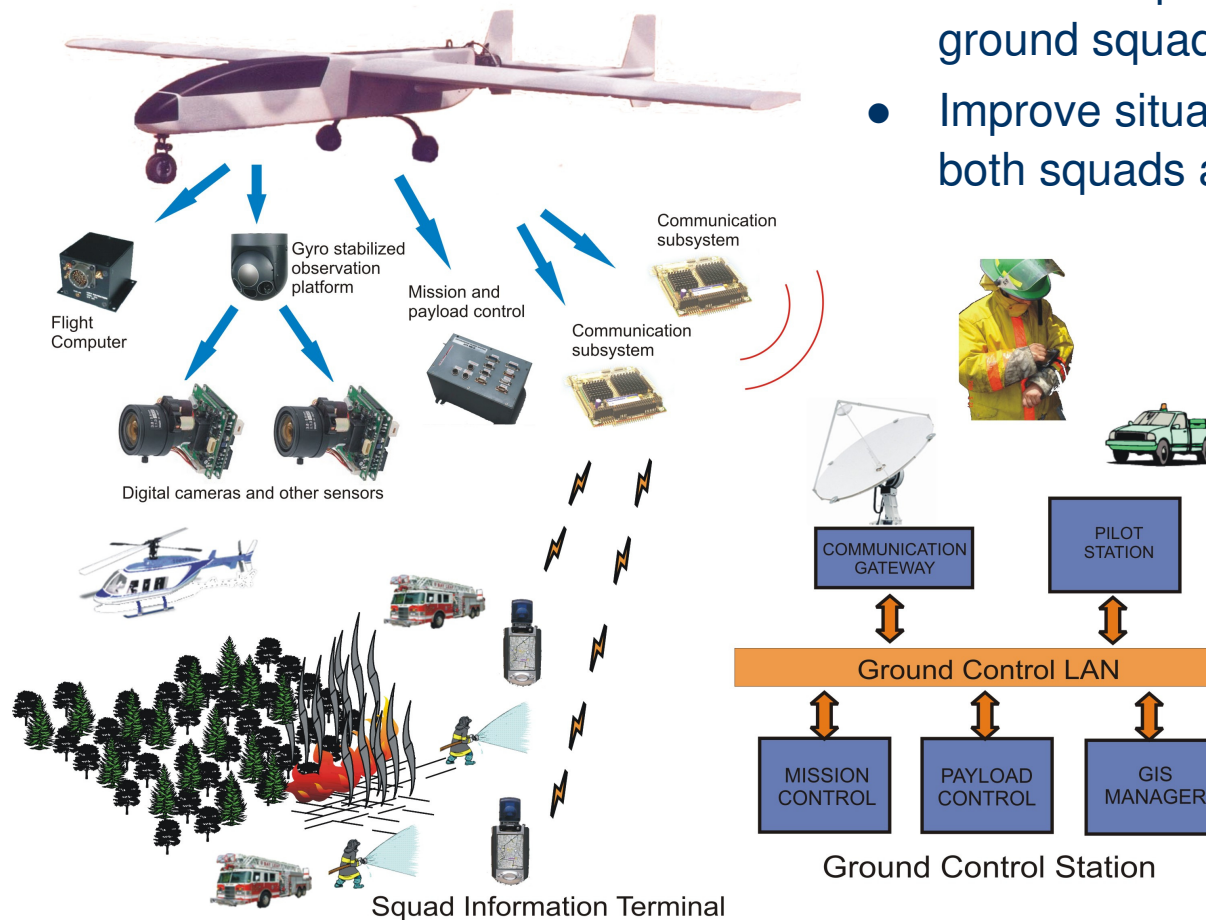 ground squad
● Improve situa
both squads a
Communication
subsystem
Gyro stabilized
observation
platform
Mission and
payload control
Flight
Computer
Communication
subsystem
Digital cameras and other sensors
COMMUNICATION
GATEWAY
PILOT
STATION
Ground Control LAN
MISSION
CONTROL
PAYLOAD
CONTROL
GIS
MANAGER
Ground Control Station
Squad Information Terminal